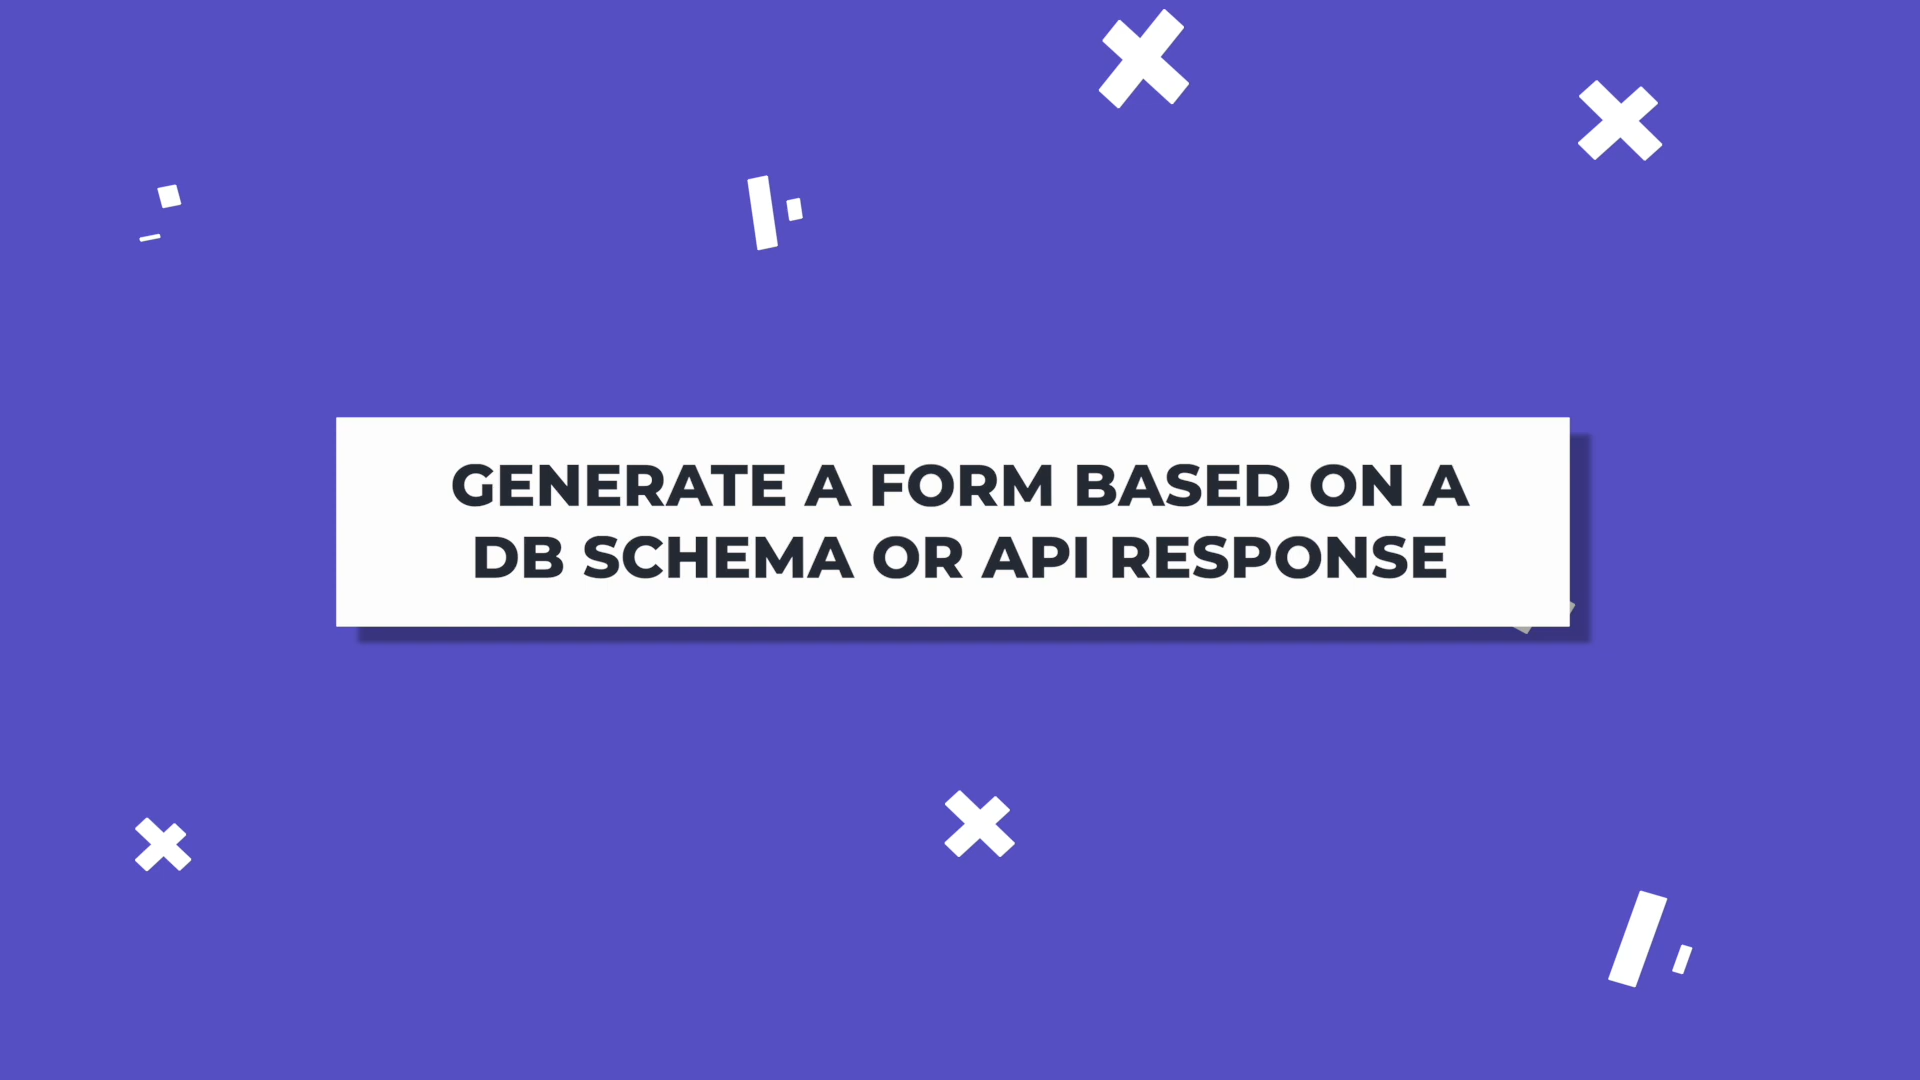 GENERATE A FORM BASED ON A
DB SCHEMA OR API RESPONSE